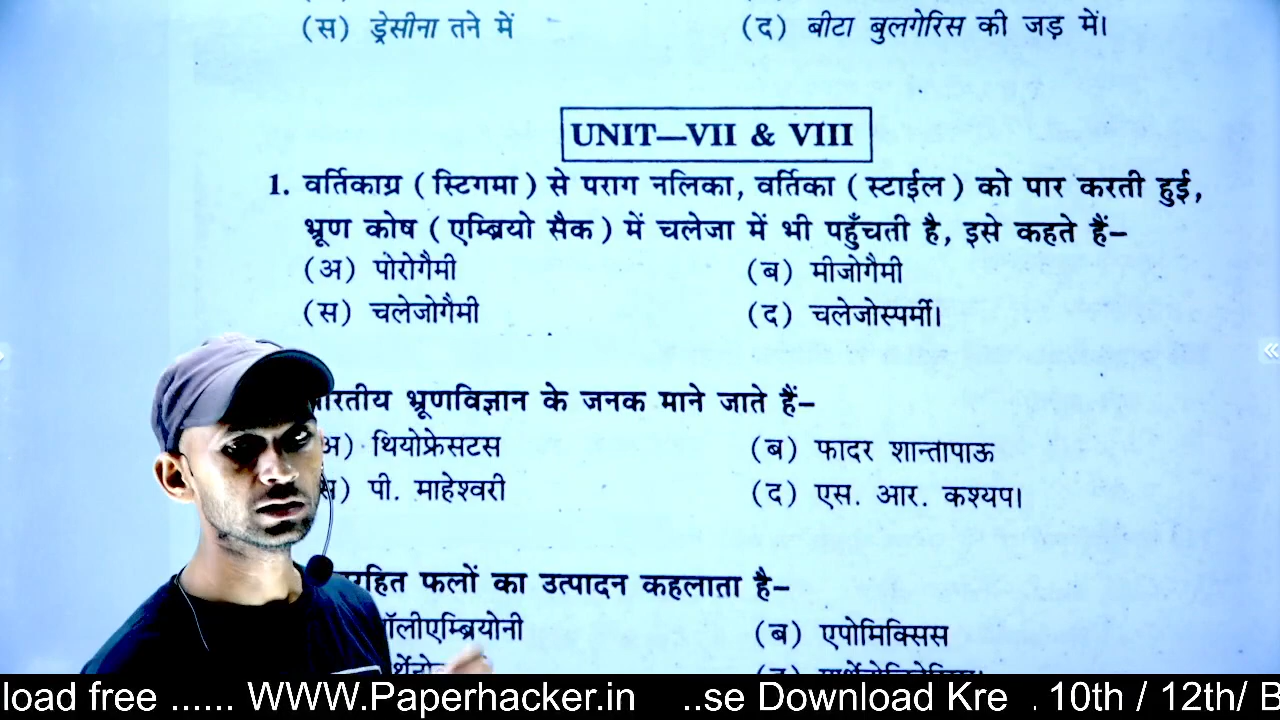 (स) ड्रेसीना तने में (द) बीटा बुलगेरिस की जड़ में।
UNIT—VII & VIII
1. वर्तिकाग्र (स्टिगमा) से पराग नलिका, वर्तिका (स्टाईल) को पार करती हुई,
भ्रूण कोष (एम्ब्रियो सैक) में चलेजा में भी पहुँचती है, इसे कहते हैं–
(अ) पोरोगैमी (ब) मीजोगैमी
(स) चलेजोगैमी (द) चलेजोस्पर्मी।
भ्रूणविज्ञान के जनक माने जाते हैं–
अ) थियोफ्रेसटस (ब) फादर शान्तापाऊ
स) पी. माहेश्वरी (द) एस. आर. कश्यप।
फलों का उत्पादन कहलाता है–
(ब) एपोमिक्सिस
load free ...... WWW.Paperhacker.in ..se Download Kre . 10th / 12th/ B